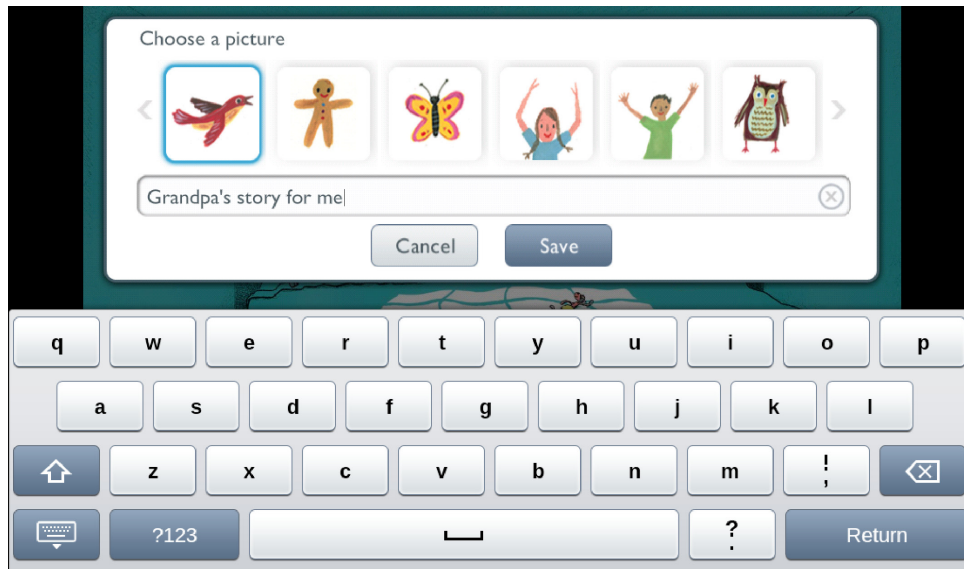 Choose a picture
Grandpa's story for me
Cancel Save
q w e r t y u i o p
a s d f g h j k l
z x c v b n m ! ,
?123 ? . Return